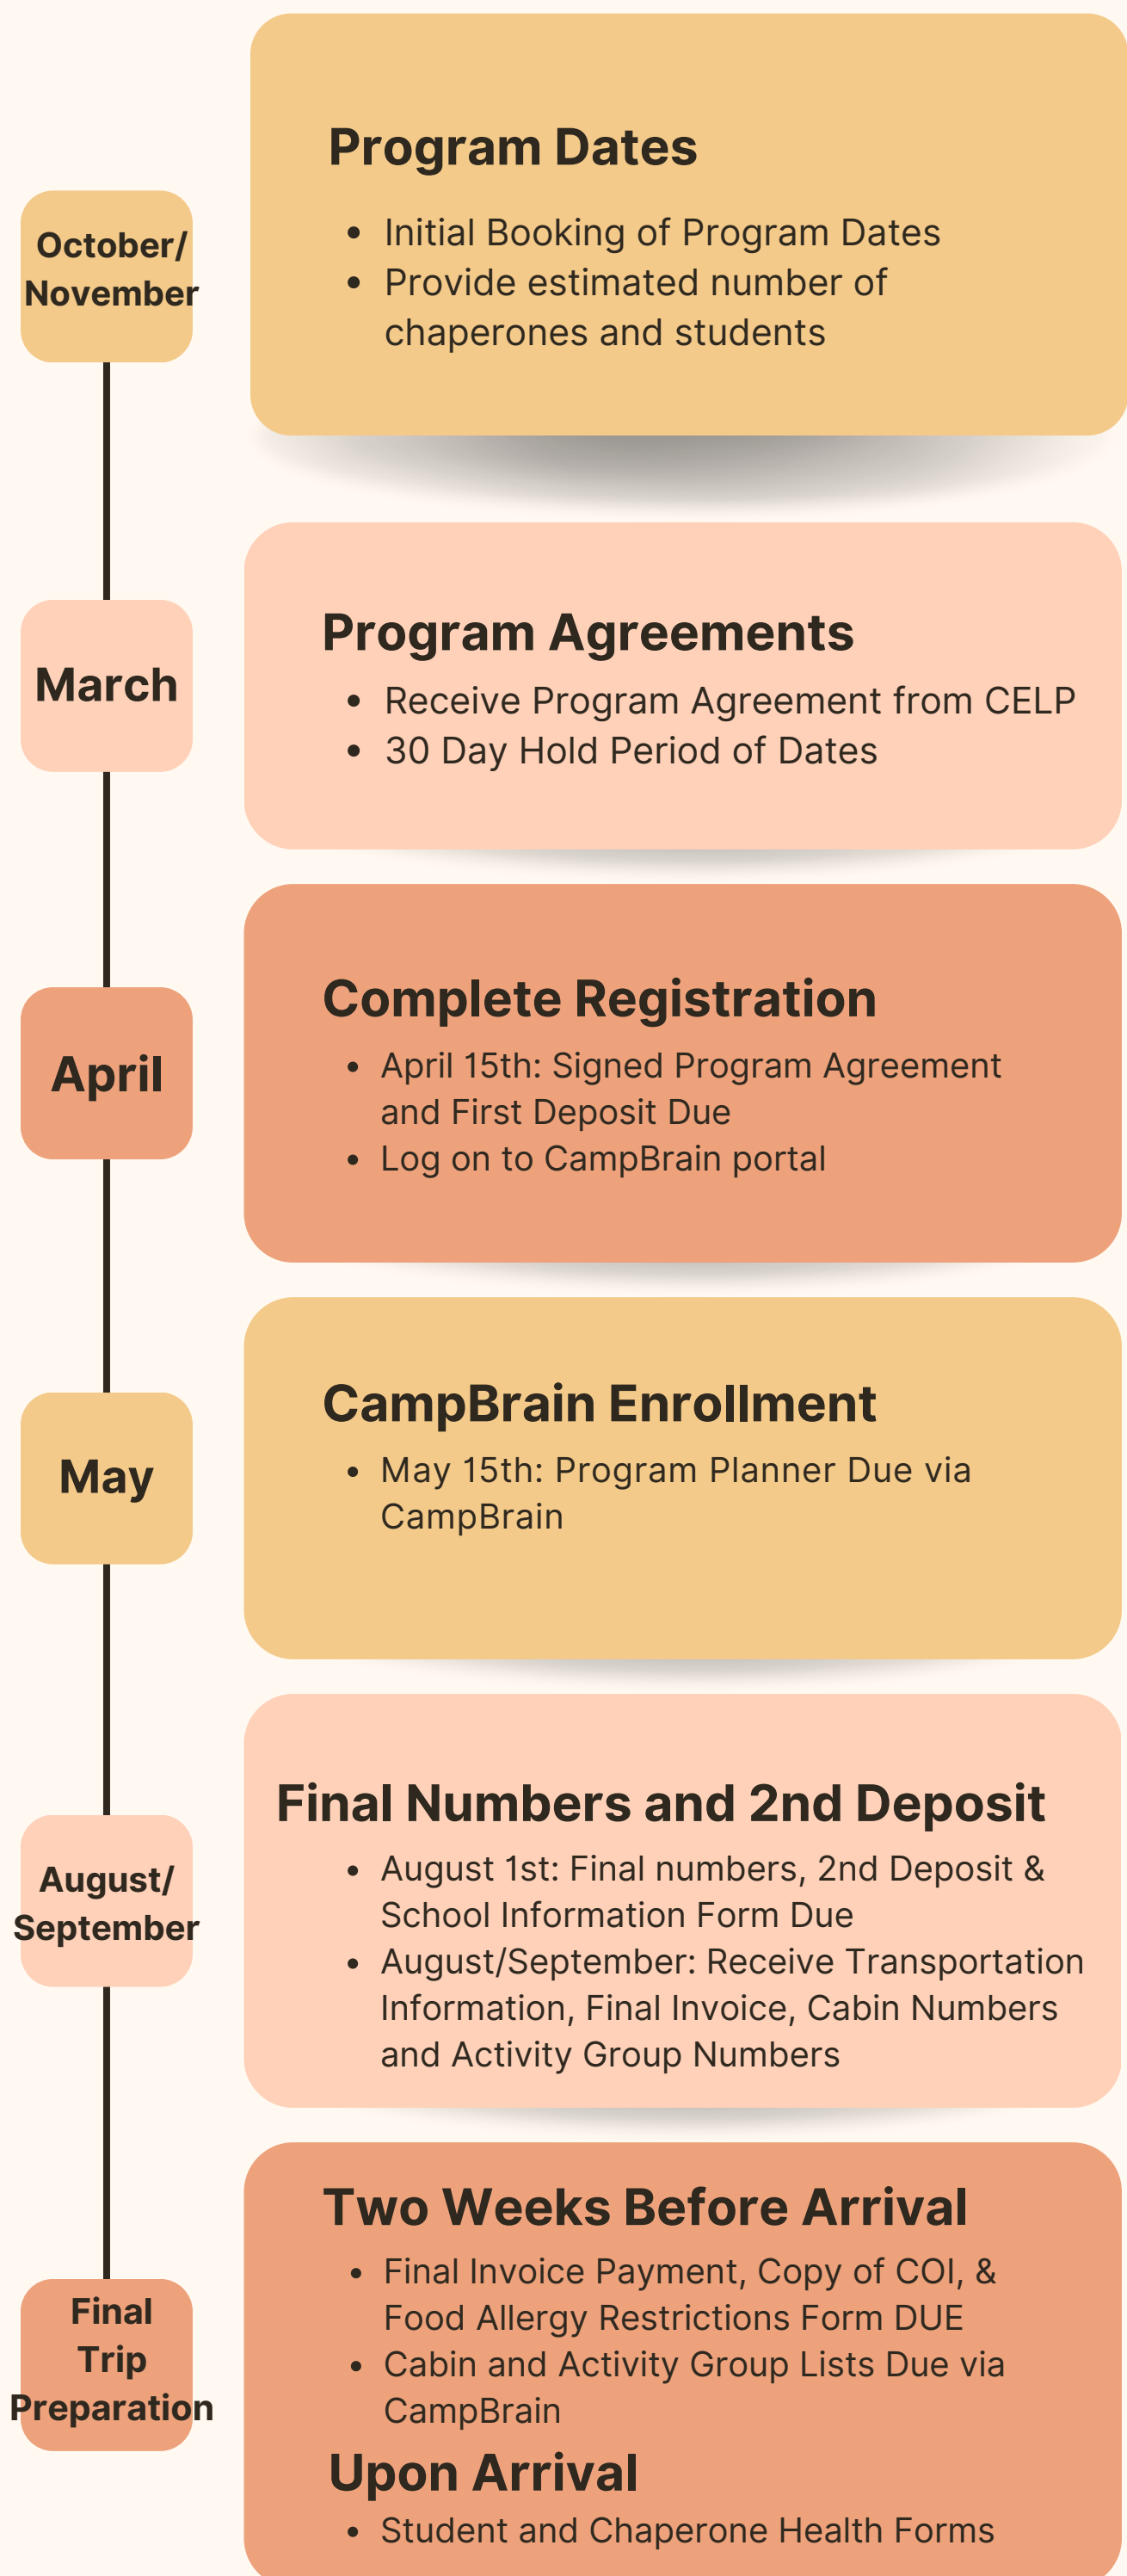 October/
November
Program Dates
• Initial Booking of Program Dates
• Provide estimated number of
chaperones and students
March
Program Agreements
• Receive Program Agreement from CELP
• 30 Day Hold Period of Dates
April
Complete Registration
• April 15th: Signed Program Agreement
and First Deposit Due
• Log on to CampBrain portal
May
CampBrain Enrollment
• May 15th: Program Planner Due via
CampBrain
August/
September
Final Numbers and 2nd Deposit
• August 1st: Final numbers, 2nd Deposit &
School Information Form Due
• August/September: Receive Transportation
Information, Final Invoice, Cabin Numbers
and Activity Group Numbers
Final
Trip
Preparation
Two Weeks Before Arrival
• Final Invoice Payment, Copy of COI, &
Food Allergy Restrictions Form DUE
• Cabin and Activity Group Lists Due via
CampBrain
Upon Arrival
• Student and Chaperone Health Forms